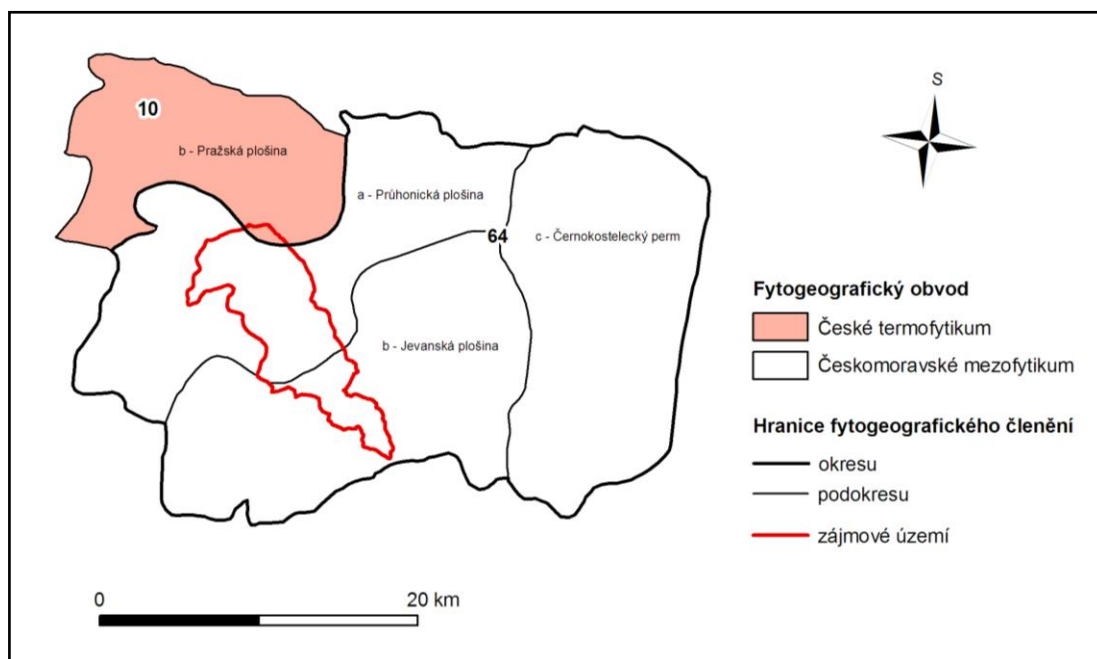 S
10
b - Pražská plošina
a - Průhonická plošina
64
c - Černokostelecký perm
b - Jevanská plošina
Fytogeografický obvod
České termofytikum
Českomoravské mezofytikum
Hranice fytogeografického členění
okresu
podokresu
zájmové území
0 20 km